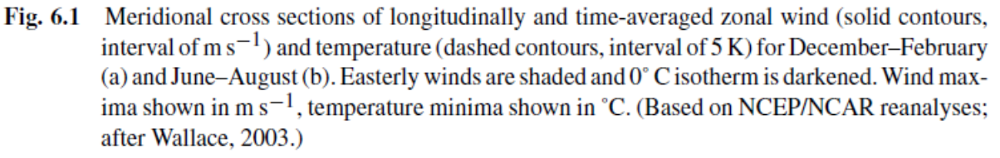 Fig. 6.1 Meridional cross sections of longitudinally and time-averaged zonal wind (solid contours,
interval of m s−1) and temperature (dashed contours, interval of 5 K) for December–February
(a) and June–August (b). Easterly winds are shaded and 0° C isotherm is darkened. Wind max-
ima shown in m s−1, temperature minima shown in °C. (Based on NCEP/NCAR reanalyses;
after Wallace, 2003.)